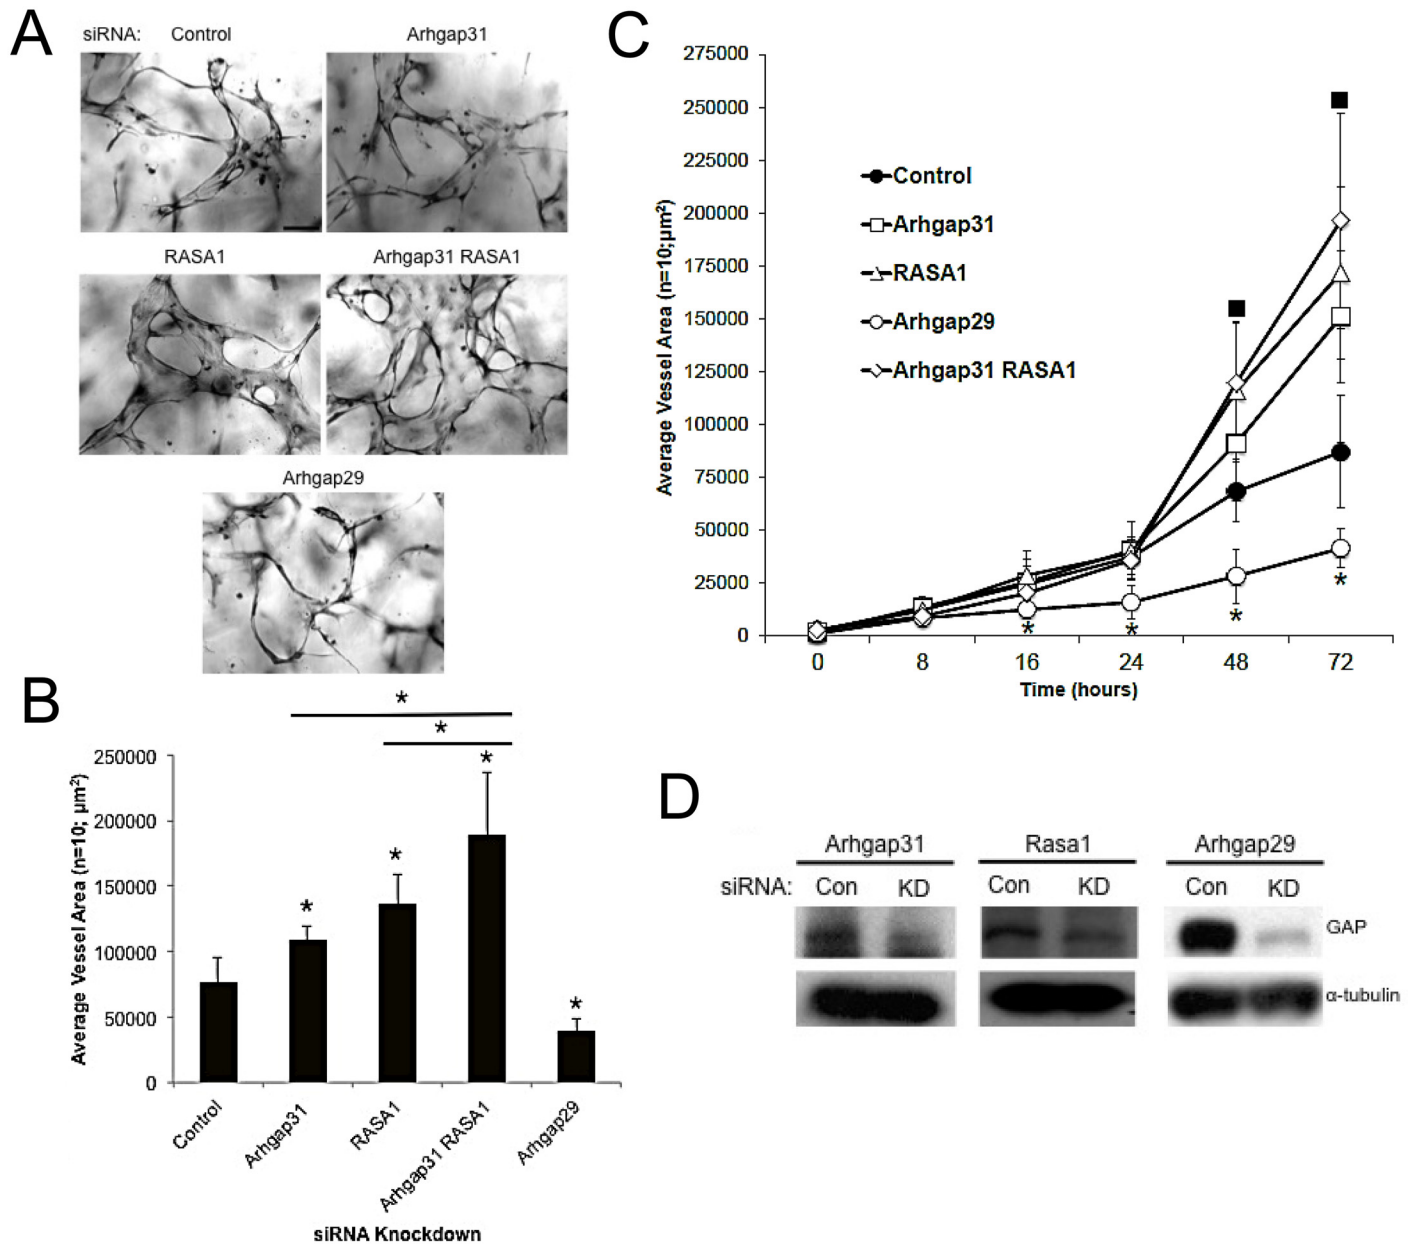 A
siRNA: Control
Arhgap31
RASA1
Arhgap31 RASA1
Arhgap29
B
*
*
Average Vessel Area (n=10; µm²)
250000
200000
150000
100000
50000
0
*
*
*
*
Control
Arhgap31
RASA1
Arhgap31 RASA1
Arhgap29
siRNA Knockdown
C
Average Vessel Area (n=10;µm²)
275000
250000
225000
200000
175000
150000
125000
100000
75000
50000
25000
0
Control
Arhgap31
RASA1
Arhgap29
Arhgap31 RASA1
* * * *
0 8 16 24 48 72
Time (hours)
D
Arhgap31 Rasa1 Arhgap29
siRNA: Con KD Con KD Con KD
GAP
α-tubulin